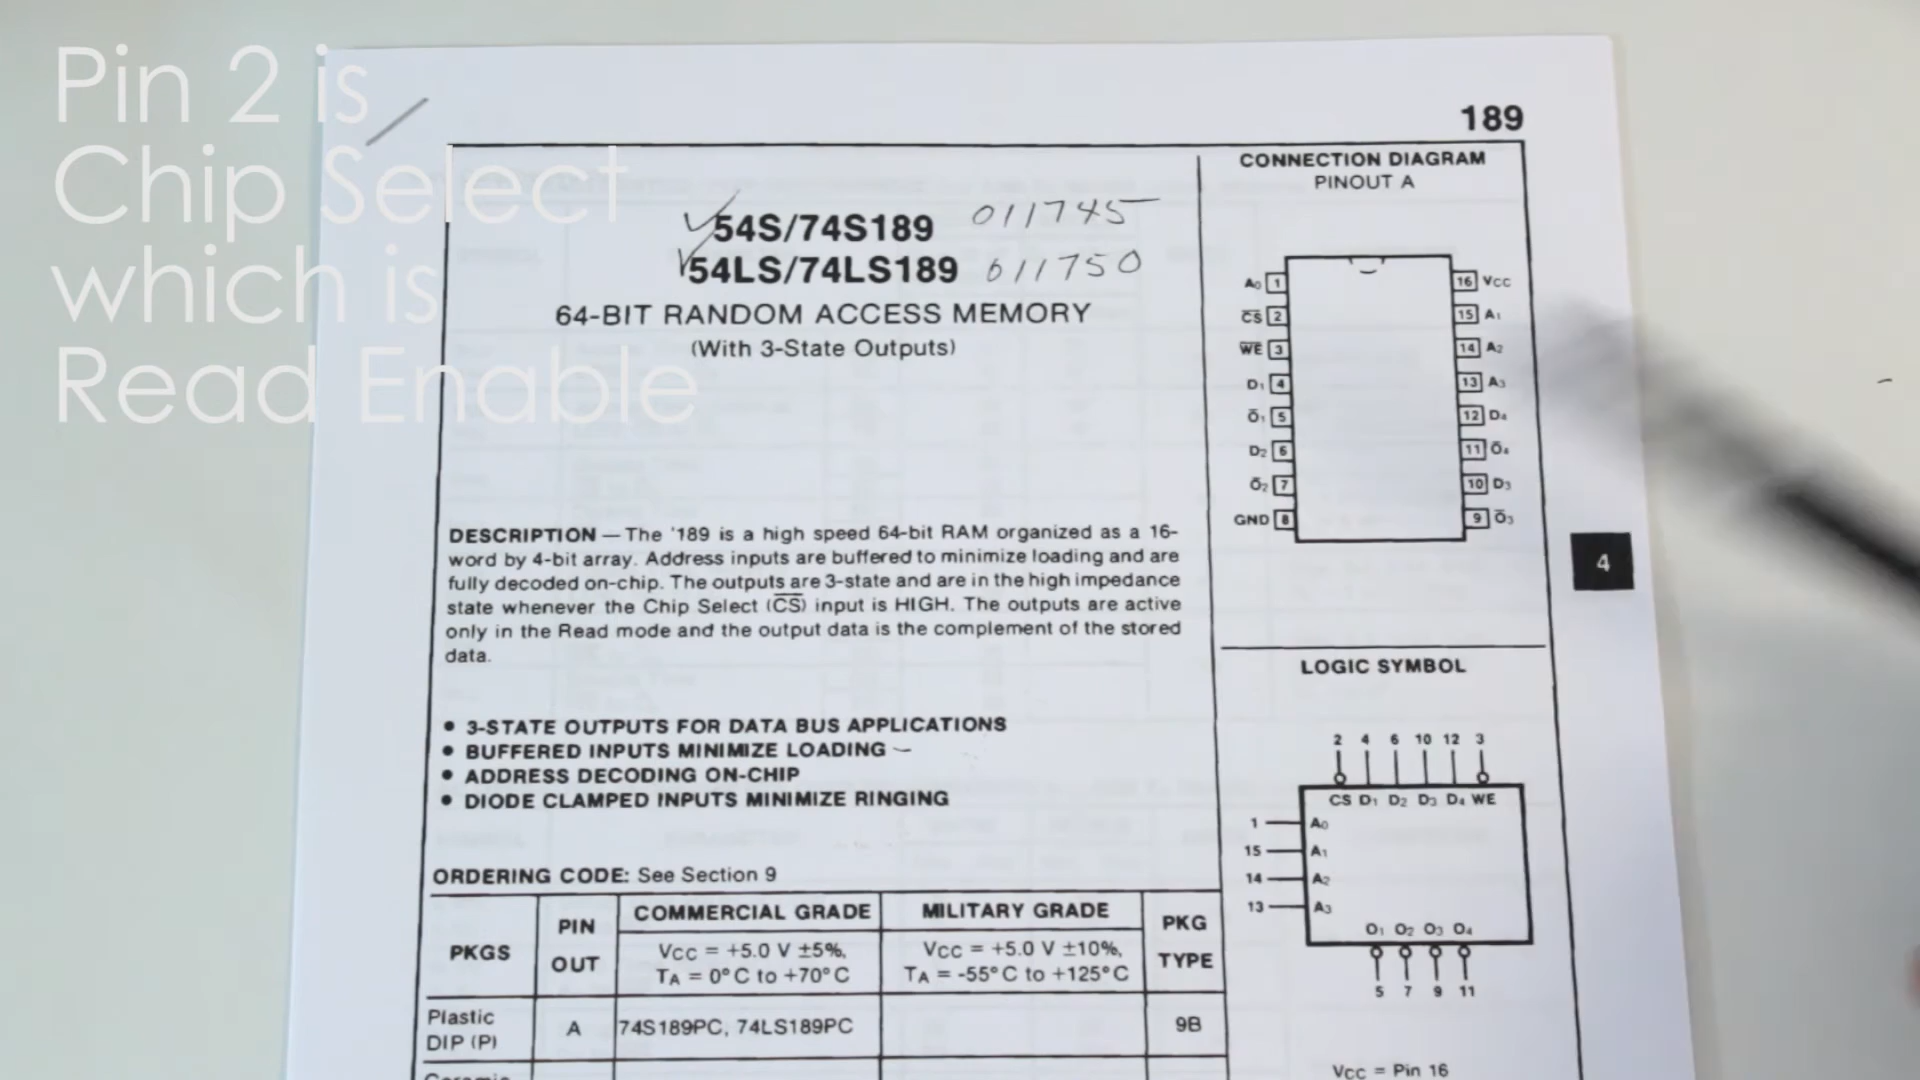 Pin 2 is
Chip Select
which is
Read Enable
189
54S/74S189 011745
54LS/74LS189 011750
64-BIT RANDOM ACCESS MEMORY
(With 3-State Outputs)
DESCRIPTION — The '189 is a high speed 64-bit RAM organized as a 16-
word by 4-bit array. Address inputs are buffered to minimize loading and are
fully decoded on-chip. The outputs are 3-state and are in the high impedance
state whenever the Chip Select (C̅S̅) input is HIGH. The outputs are active
only in the Read mode and the output data is the complement of the stored
data.
• 3-STATE OUTPUTS FOR DATA BUS APPLICATIONS
• BUFFERED INPUTS MINIMIZE LOADING
• ADDRESS DECODING ON-CHIP
• DIODE CLAMPED INPUTS MINIMIZE RINGING
ORDERING CODE: See Section 9
PKGS PIN OUT COMMERCIAL GRADE MILITARY GRADE PKG TYPE
VCC = +5.0 V ±5%, VCC = +5.0 V ±10%,
TA = 0°C to +70°C TA = -55°C to +125°C
Plastic
DIP (P) A 74S189PC, 74LS189PC 9B
CONNECTION DIAGRAM
PINOUT A
A0 1 16 VCC
C̅S̅ 2 15 A1
W̅E̅ 3 14 A2
D1 4 13 A3
O̅1 5 12 D4
D2 6 11 O̅4
O̅2 7 10 D3
GND 8 9 O̅3
4
LOGIC SYMBOL
2 4 6 10 12 3
CS D1 D2 D3 D4 WE
1 A0
15 A1
14 A2
13 A3
O1 O2 O3 O4
5 7 9 11
VCC = Pin 16